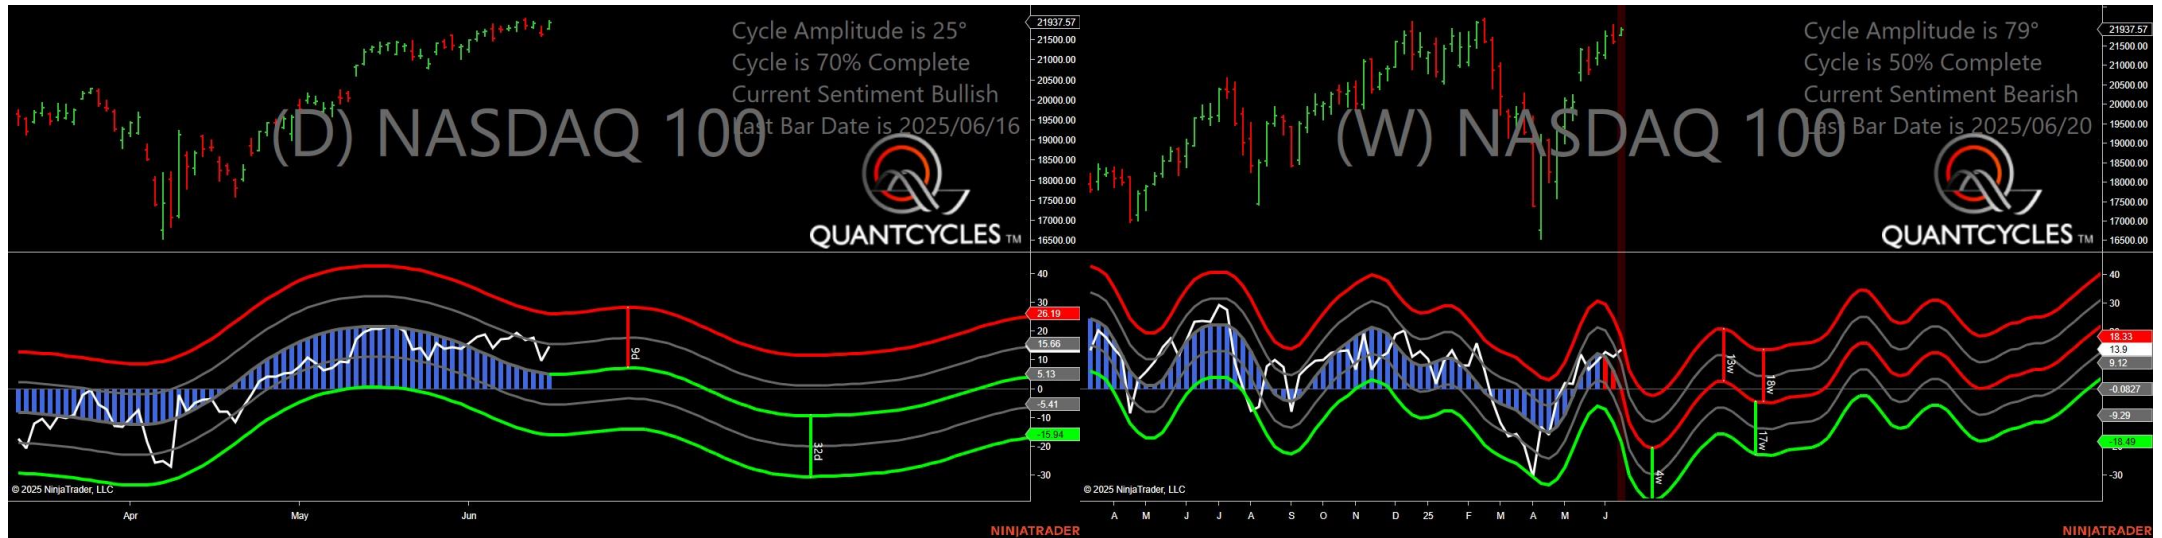 Cycle Amplitude is 25°
Cycle is 70% Complete
Current Sentiment Bullish
Last Bar Date is 2025/06/16
(D) NASDAQ 100
QUANTCYCLES TM
21937.57
21500.00
21000.00
20500.00
20000.00
19500.00
19000.00
18500.00
18000.00
17500.00
17000.00
16500.00
40
30
26.19
20
15.66
10
5.13
0
-5.41
-10
-15.94
-20
-30
9d
32d
© 2025 NinjaTrader, LLC
Apr
May
Jun
NINJATRADER
Cycle Amplitude is 79°
Cycle is 50% Complete
Current Sentiment Bearish
Last Bar Date is 2025/06/20
(W) NASDAQ 100
QUANTCYCLES TM
21937.57
21500.00
21000.00
20500.00
20000.00
19500.00
19000.00
18500.00
18000.00
17500.00
17000.00
16500.00
40
30
18.33
13.9
9.12
-0.0827
-9.29
-18.49
-30
13w
18w
17w
4w
© 2025 NinjaTrader, LLC
A M J J A S O N D 25 F M A M J
NINJATRADER